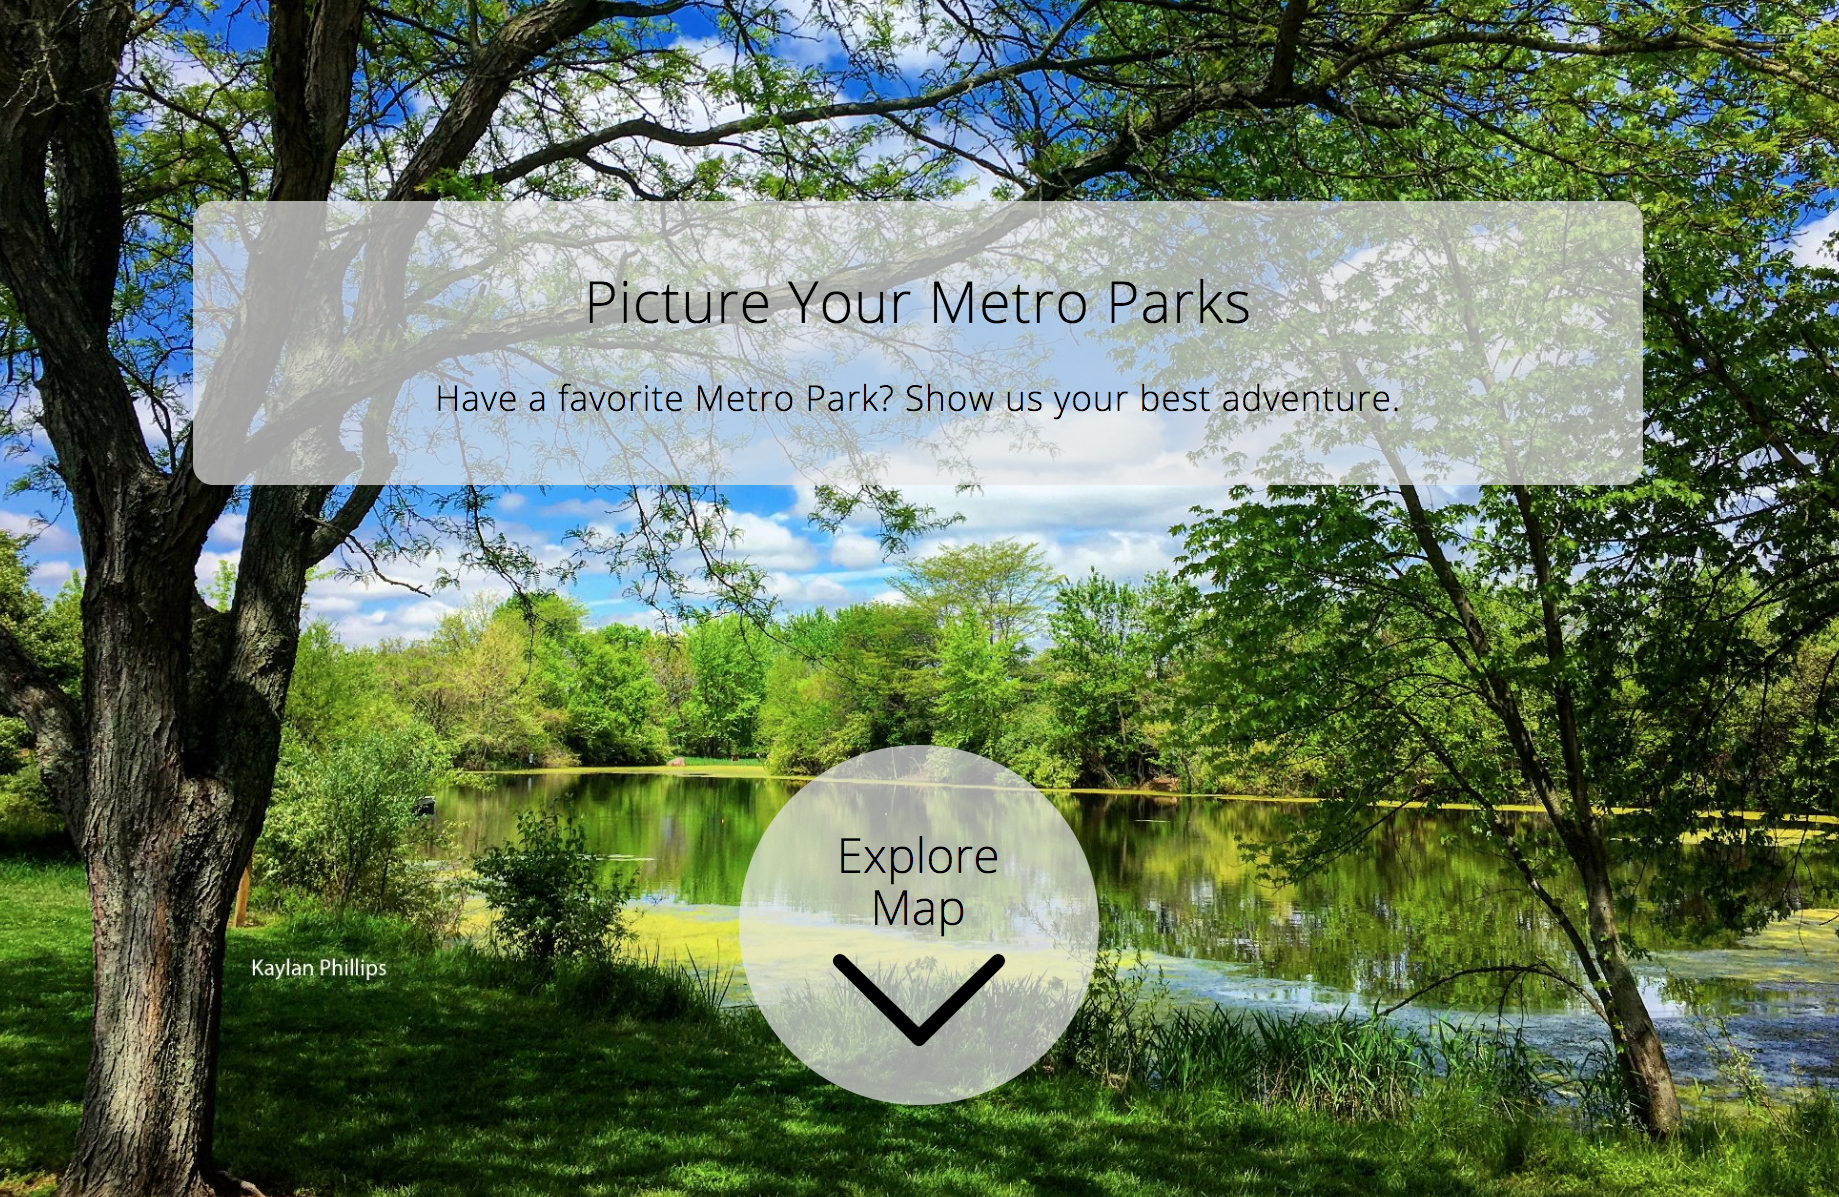 Picture Your Metro Parks
Have a favorite Metro Park? Show us your best adventure.
Explore
Map
Kaylan Phillips